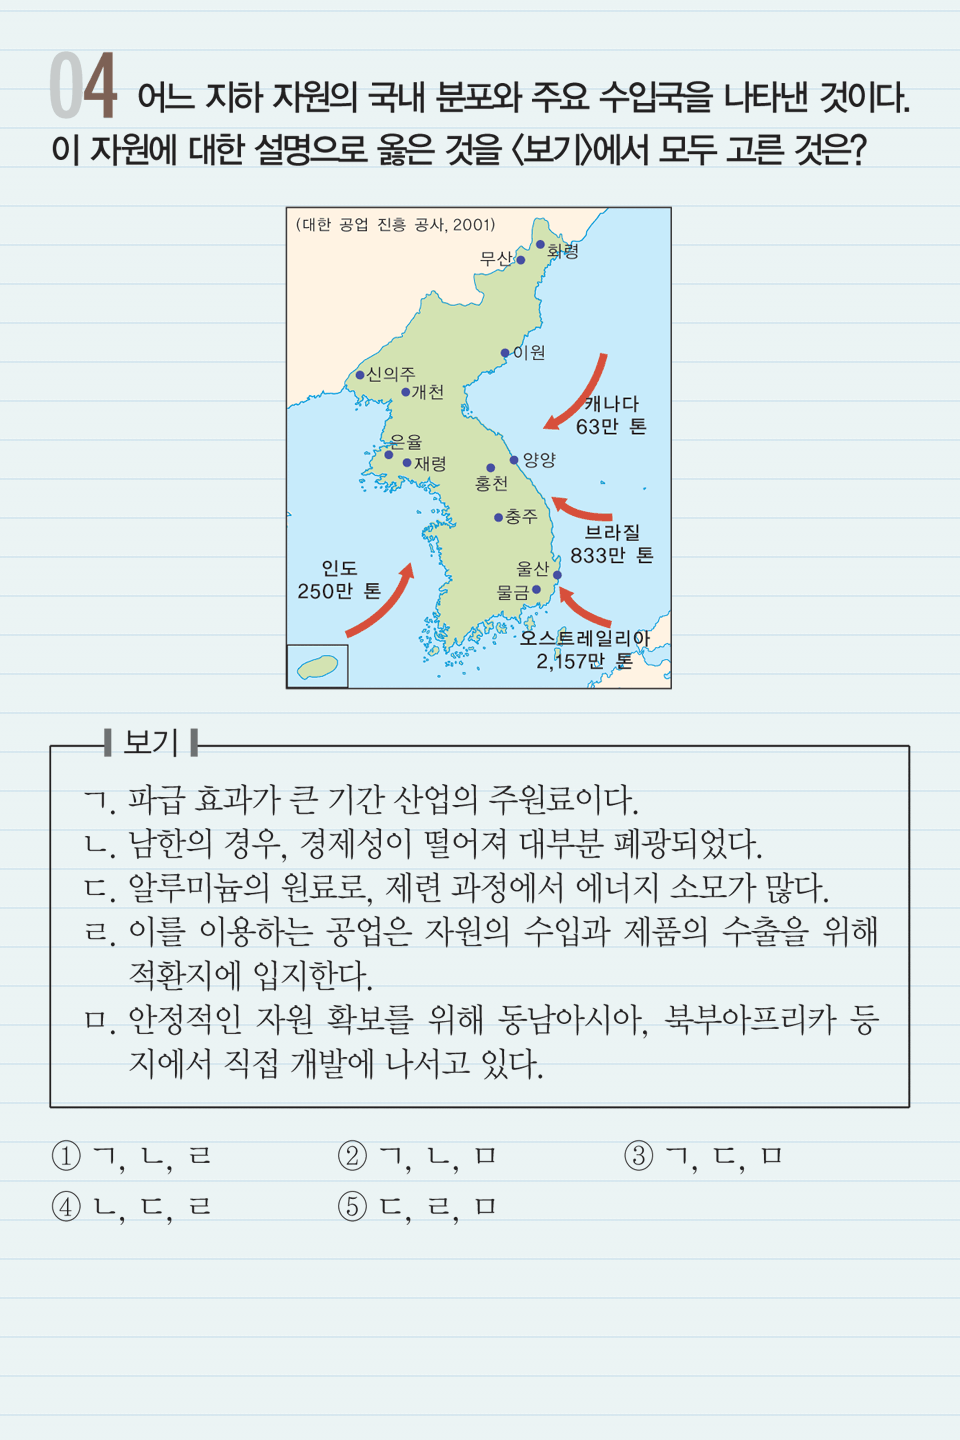 04 어느 지하 자원의 국내 분포와 주요 수입국을 나타낸 것이다.
이 자원에 대한 설명으로 옳은 것을 <보기>에서 모두 고른 것은?
(대한 공업 진흥 공사, 2001)
화령
무산
이원
신의주
개천
캐나다
63만 톤
은율
재령
양양
홍천
충주
브라질
833만 톤
인도
250만 톤
울산
물금
오스트레일리아
2,157만 톤
보기
ㄱ. 파급 효과가 큰 기간 산업의 주원료이다.
ㄴ. 남한의 경우, 경제성이 떨어져 대부분 폐광되었다.
ㄷ. 알루미늄의 원료로, 제련 과정에서 에너지 소모가 많다.
ㄹ. 이를 이용하는 공업은 자원의 수입과 제품의 수출을 위해
적환지에 입지한다.
ㅁ. 안정적인 자원 확보를 위해 동남아시아, 북부아프리카 등
지에서 직접 개발에 나서고 있다.
① ㄱ, ㄴ, ㄹ ② ㄱ, ㄴ, ㅁ ③ ㄱ, ㄷ, ㅁ
④ ㄴ, ㄷ, ㄹ ⑤ ㄷ, ㄹ, ㅁ